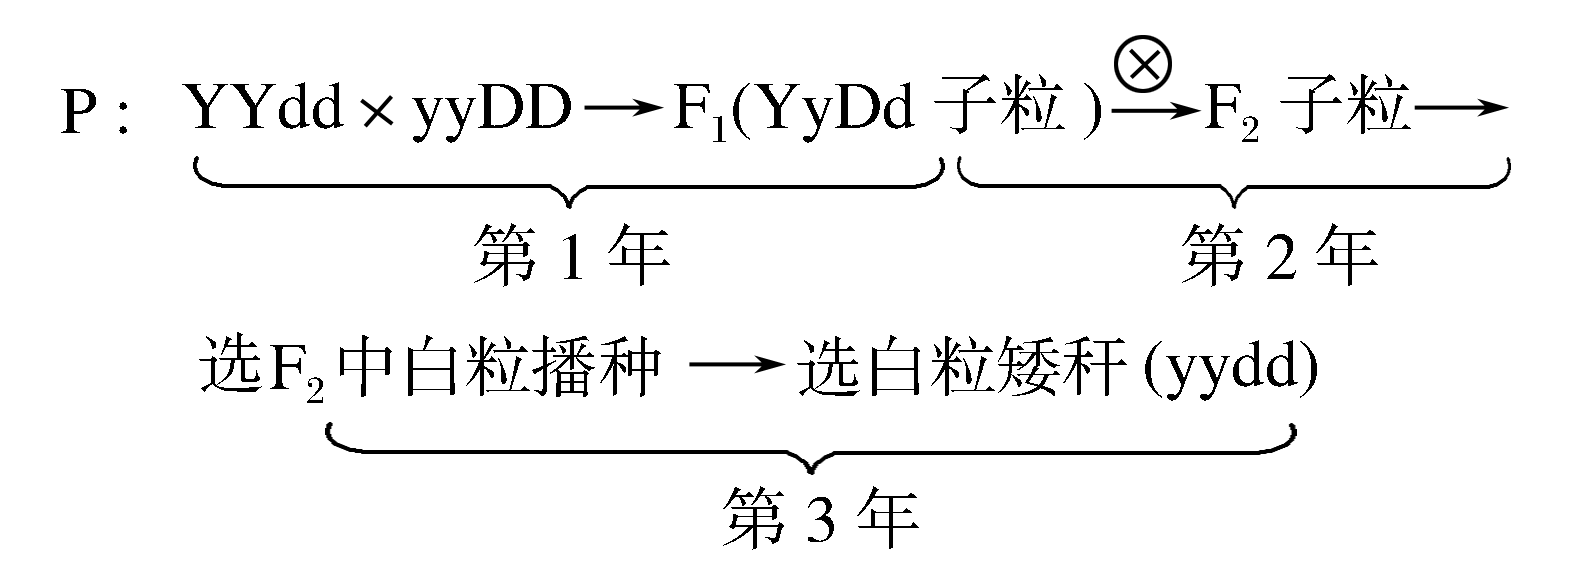 P: YYdd × yyDD → F₁(YyDd 子粒) ⊗→ F₂ 子粒 →
第 1 年 第 2 年
选F₂中白粒播种 → 选白粒矮秆(yydd)
第 3 年